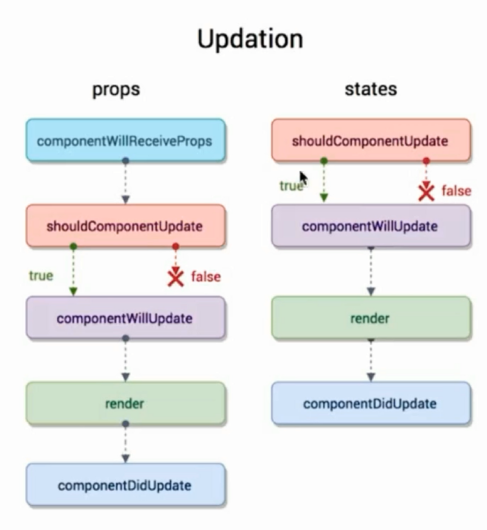 Updation
props
componentWillReceiveProps
shouldComponentUpdate
true
false
componentWillUpdate
render
componentDidUpdate
states
shouldComponentUpdate
true
false
componentWillUpdate
render
componentDidUpdate